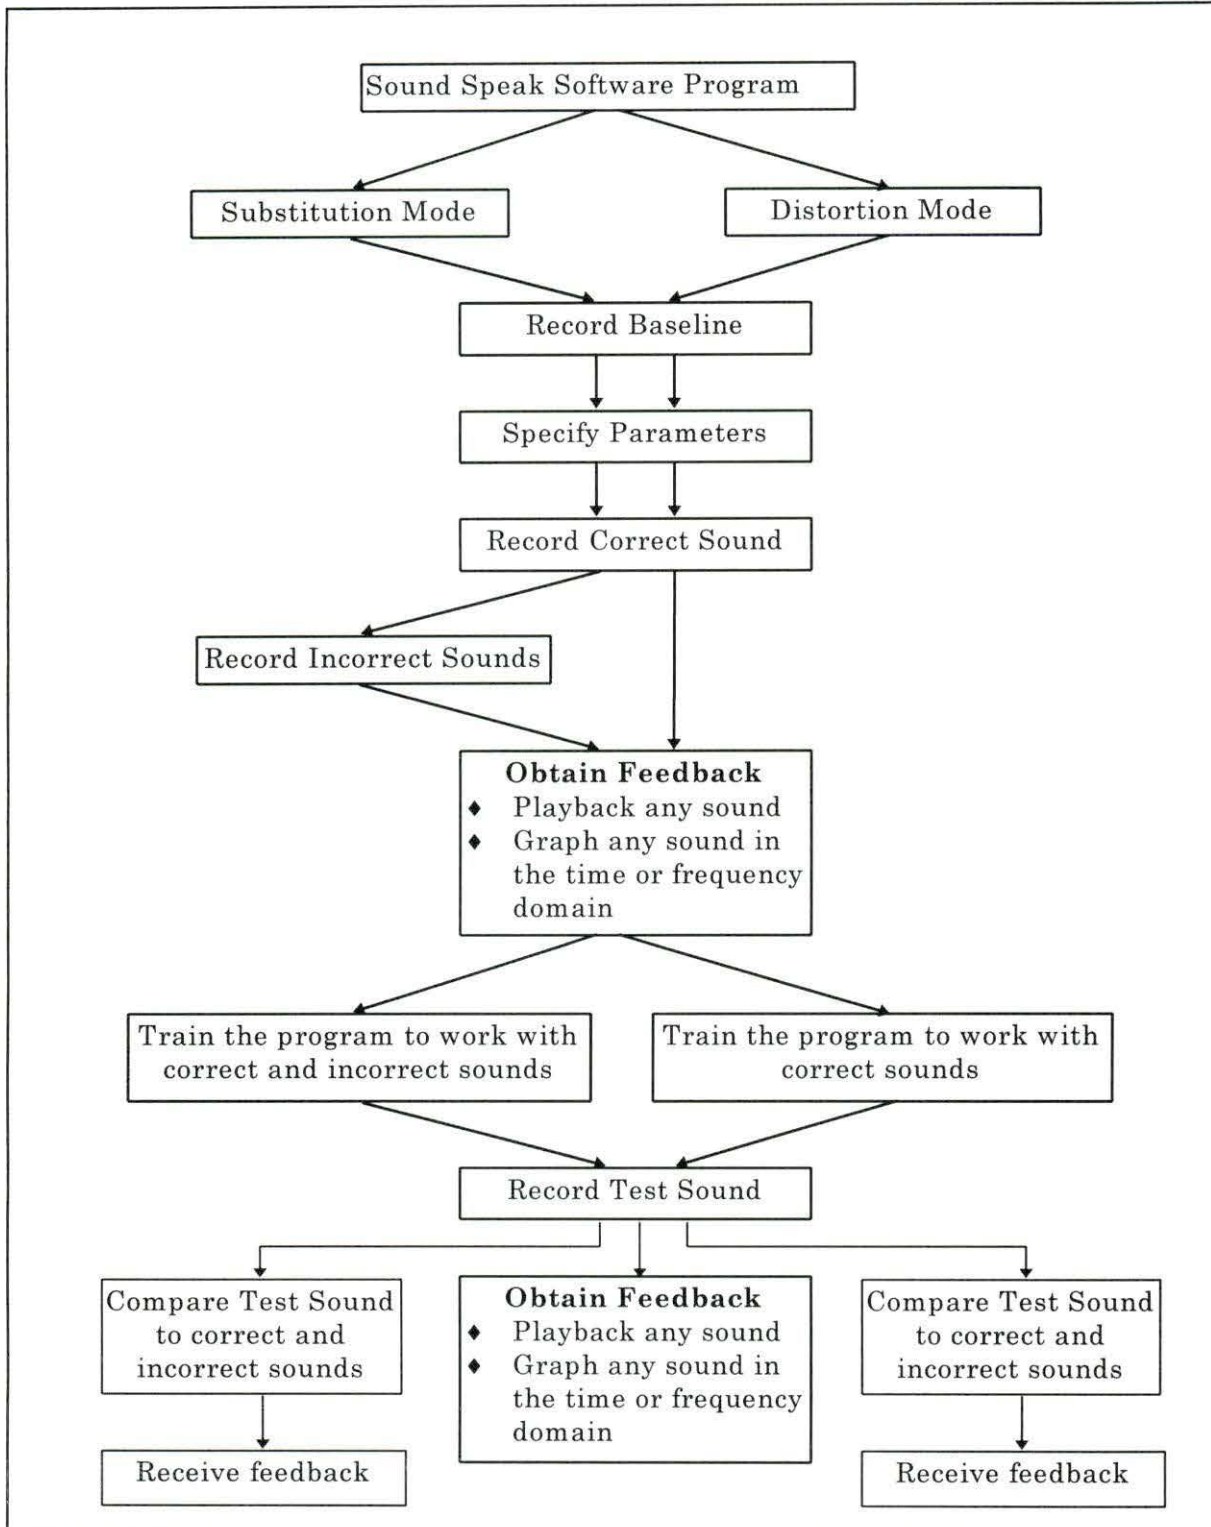 Sound Speak Software Program
Substitution Mode
Distortion Mode
Record Baseline
Specify Parameters
Record Correct Sound
Record Incorrect Sounds
Obtain Feedback
♦ Playback any sound
♦ Graph any sound in
the time or frequency
domain
Train the program to work with
correct and incorrect sounds
Train the program to work with
correct sounds
Record Test Sound
Compare Test Sound
to correct and
incorrect sounds
Obtain Feedback
♦ Playback any sound
♦ Graph any sound in
the time or frequency
domain
Compare Test Sound
to correct and
incorrect sounds
Receive feedback
Receive feedback